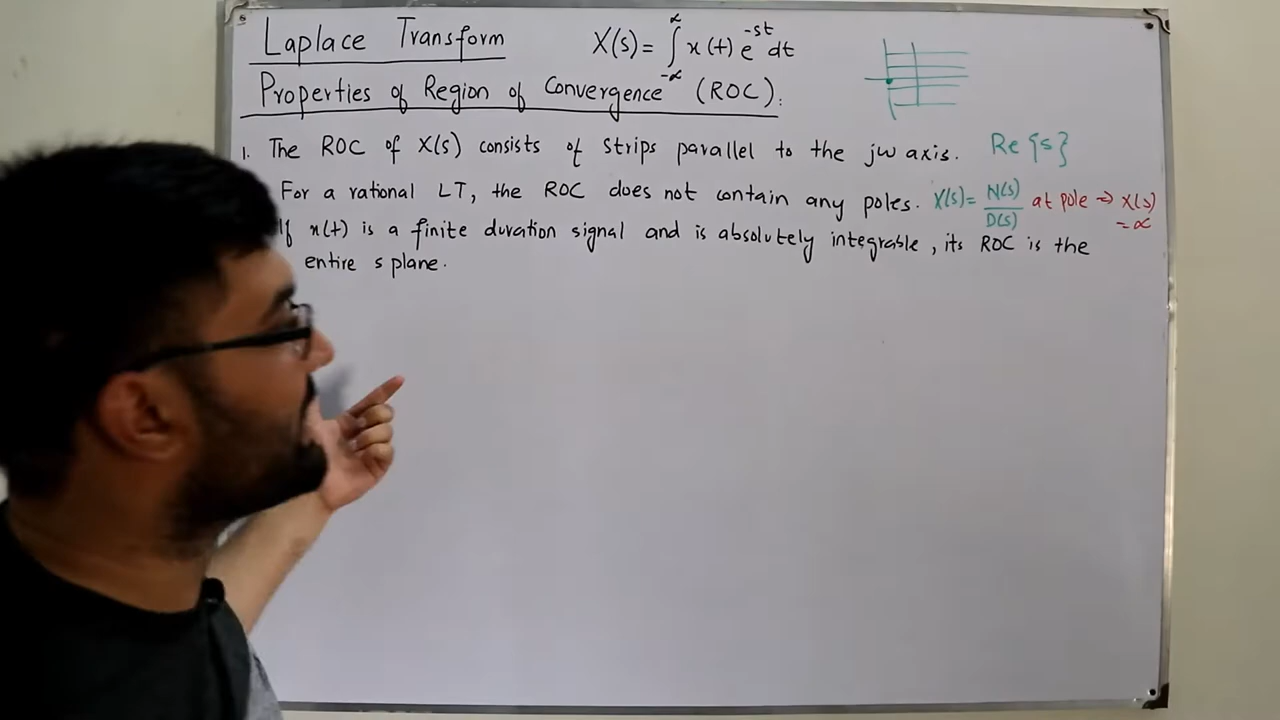 Laplace Transform X(s) = ∫ x(t) e^-st dt
∝
-∝
Properties of Region of Convergence (ROC):
1. The ROC of X(s) consists of strips parallel to the jw axis. Re{s}
For a rational LT, the ROC does not contain any poles. X(s) = N(s)/D(s) at pole ⇒ X(s) = ∝
If x(t) is a finite duration signal and is absolutely integrable, its ROC is the
entire s plane.